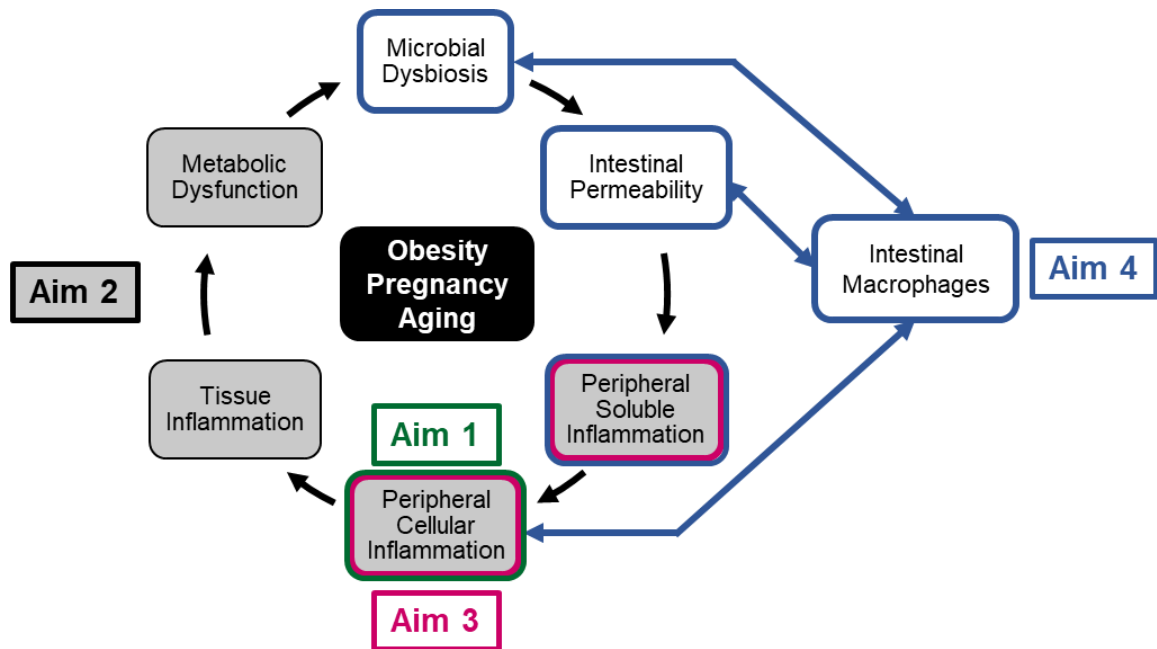 Microbial
Dysbiosis
Metabolic
Dysfunction
Intestinal
Permeability
Obesity
Pregnancy
Aging
Intestinal
Macrophages
Aim 4
Aim 2
Tissue
Inflammation
Peripheral
Soluble
Inflammation
Aim 1
Peripheral
Cellular
Inflammation
Aim 3